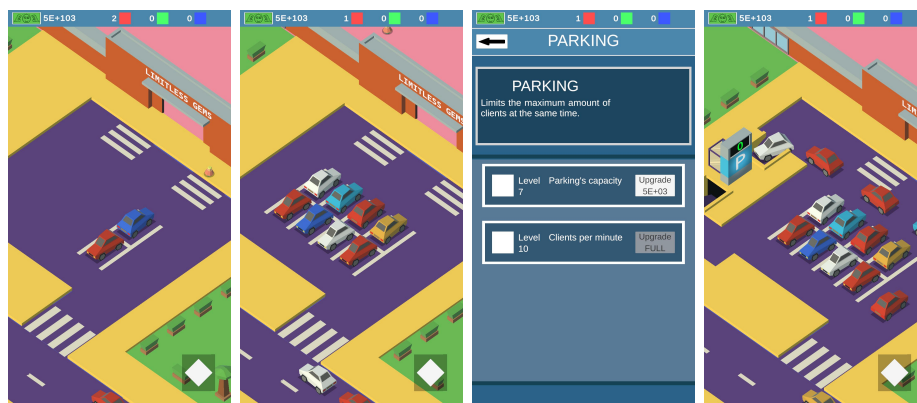 5E+103 2 0 0
LIMITLESS GEMS
5E+103 1 0 0
LIMITLESS GEMS
5E+103 1 0 0
PARKING
PARKING
Limits the maximum amount of
clients at the same time.
Level Parking's capacity Upgrade
7 5E+03
Level Clients per minute Upgrade
10 FULL
5E+103 1 0 0
LIM
0
P